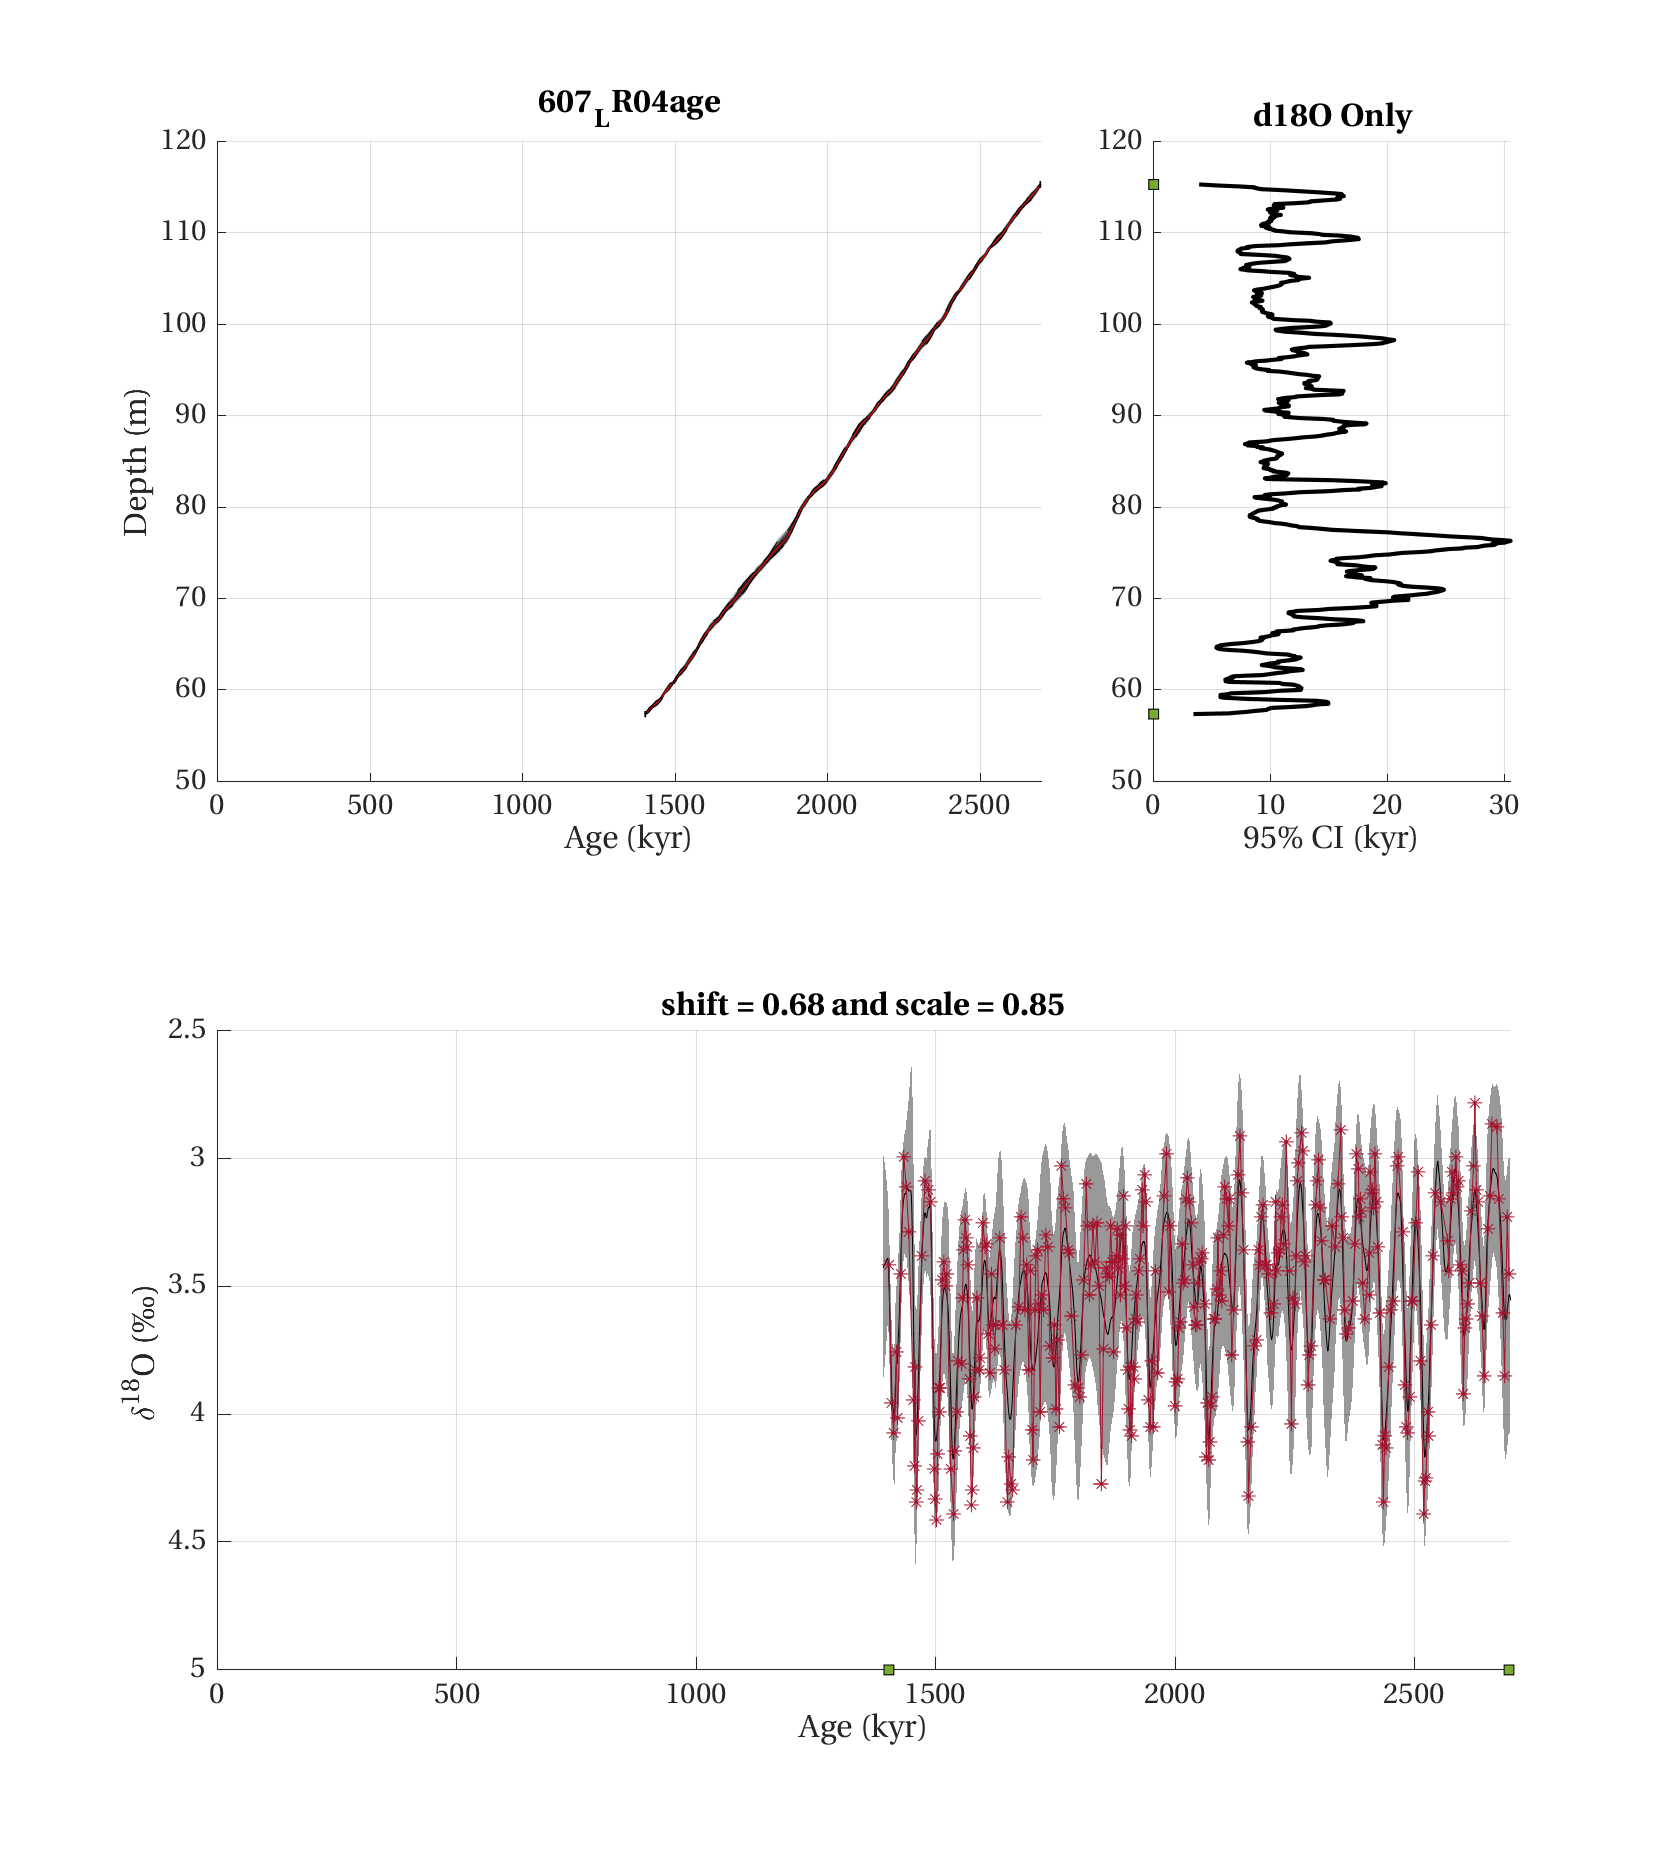 607_LR04age
d18O Only
120
110
100
90
80
70
60
50
Depth (m)
0 500 1000 1500 2000 2500
Age (kyr)
120
110
100
90
80
70
60
50
0 10 20 30
95% CI (kyr)
shift = 0.68 and scale = 0.85
2.5
3
3.5
4
4.5
5
δ¹⁸O (‰)
0 500 1000 1500 2000 2500
Age (kyr)